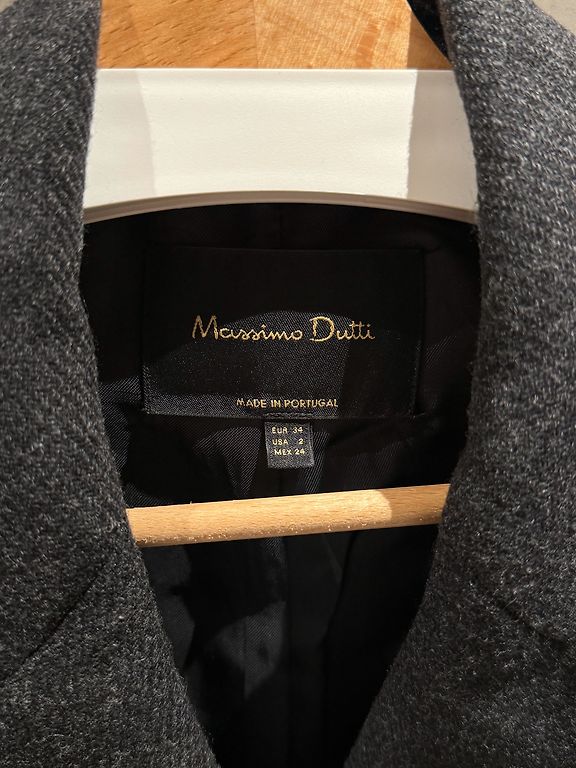 Massimo Dutti
MADE IN PORTUGAL
EUR 34
USA 2
MEX 24